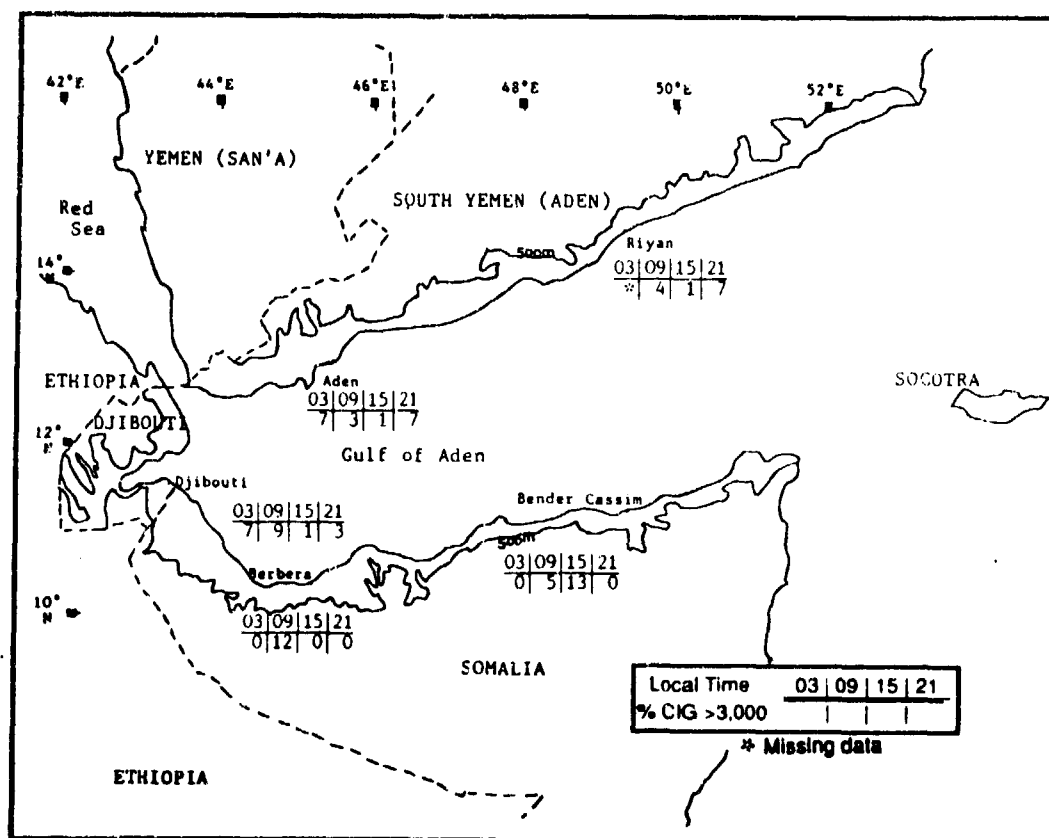 42°E 44°E 46°E 48°E 50°E 52°E
YEMEN (SAN'A)
SOUTH YEMEN (ADEN)
Red
Sea
500m
Riyan
03 | 09 | 15 | 21
* | 4 | 1 | 7
14°
N
ETHIOPIA
Aden
03 | 09 | 15 | 21
7 | 3 | 1 | 7
SOCOTRA
DJIBOUTI
12°
N
Gulf of Aden
Djibouti
03 | 09 | 15 | 21
7 | 9 | 1 | 3
Bender Cassim
500m
03 | 09 | 15 | 21
0 | 5 | 13 | 0
Berbera
03 | 09 | 15 | 21
0 | 12 | 0 | 0
10°
N
SOMALIA
Local Time 03 | 09 | 15 | 21
% CIG >3,000
* Missing data
ETHIOPIA